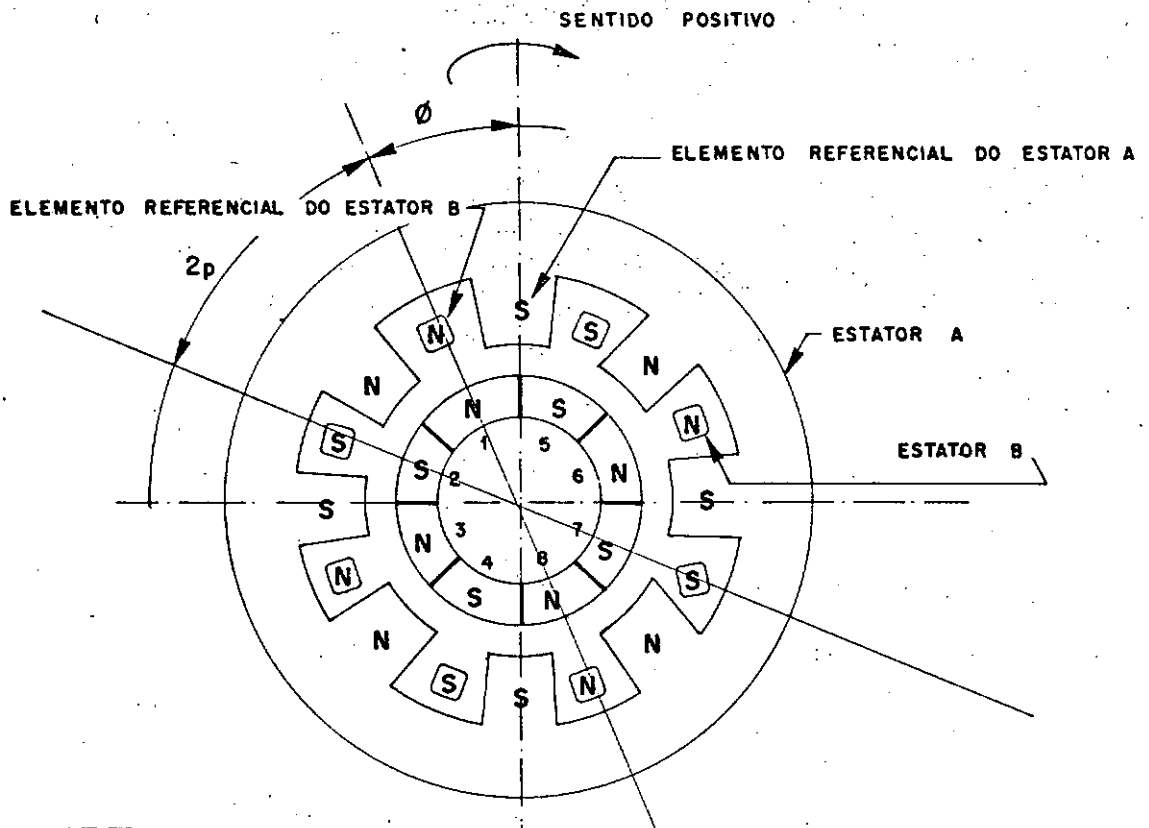 SENTIDO POSITIVO
Ø
ELEMENTO REFERENCIAL DO ESTATOR A
ELEMENTO REFERENCIAL DO ESTATOR B
2p
S
N
S
ESTATOR A
N
N
N
S
N
ESTATOR B
S
1
5
S
2
6
N
S
S
3
7
N
S
N
4
8
S
S
N
N
N
S
N
S